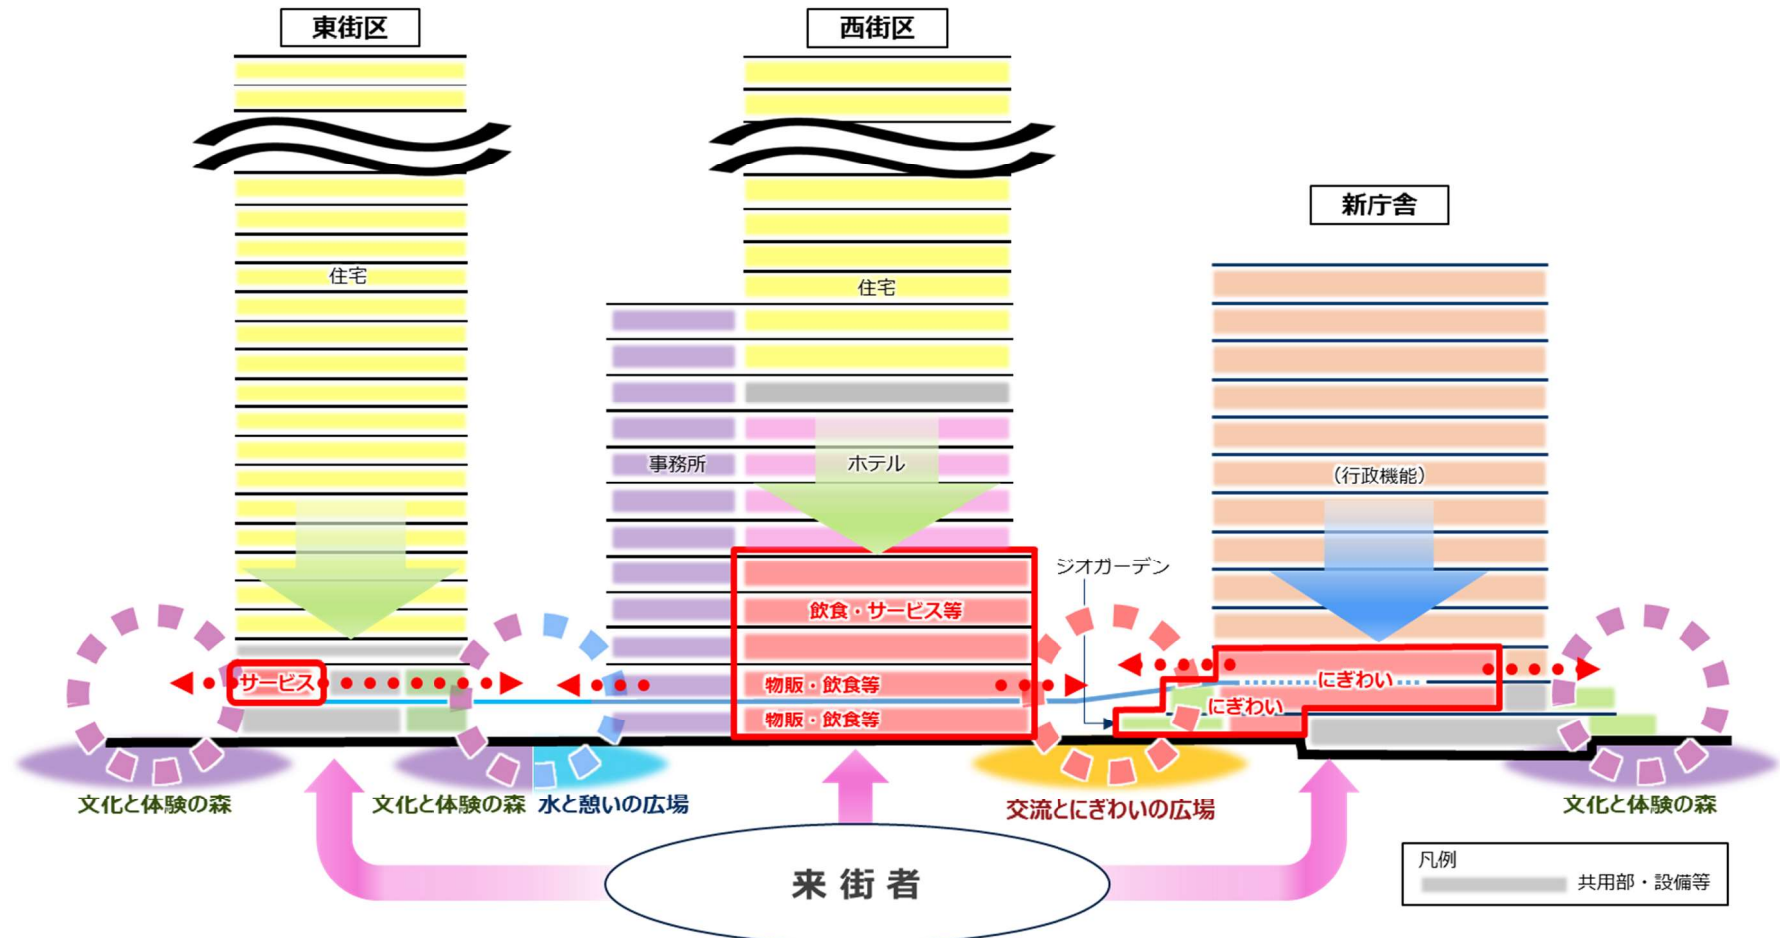 東街区
西街区
新庁舎
住宅
住宅
事務所
ホテル
(行政機能)
ジオガーデン
飲食・サービス等
サービス
物販・飲食等
にぎわい
にぎわい
物販・飲食等
文化と体験の森
文化と体験の森
水と憩いの広場
交流とにぎわいの広場
文化と体験の森
来街者
凡例
共用部・設備等